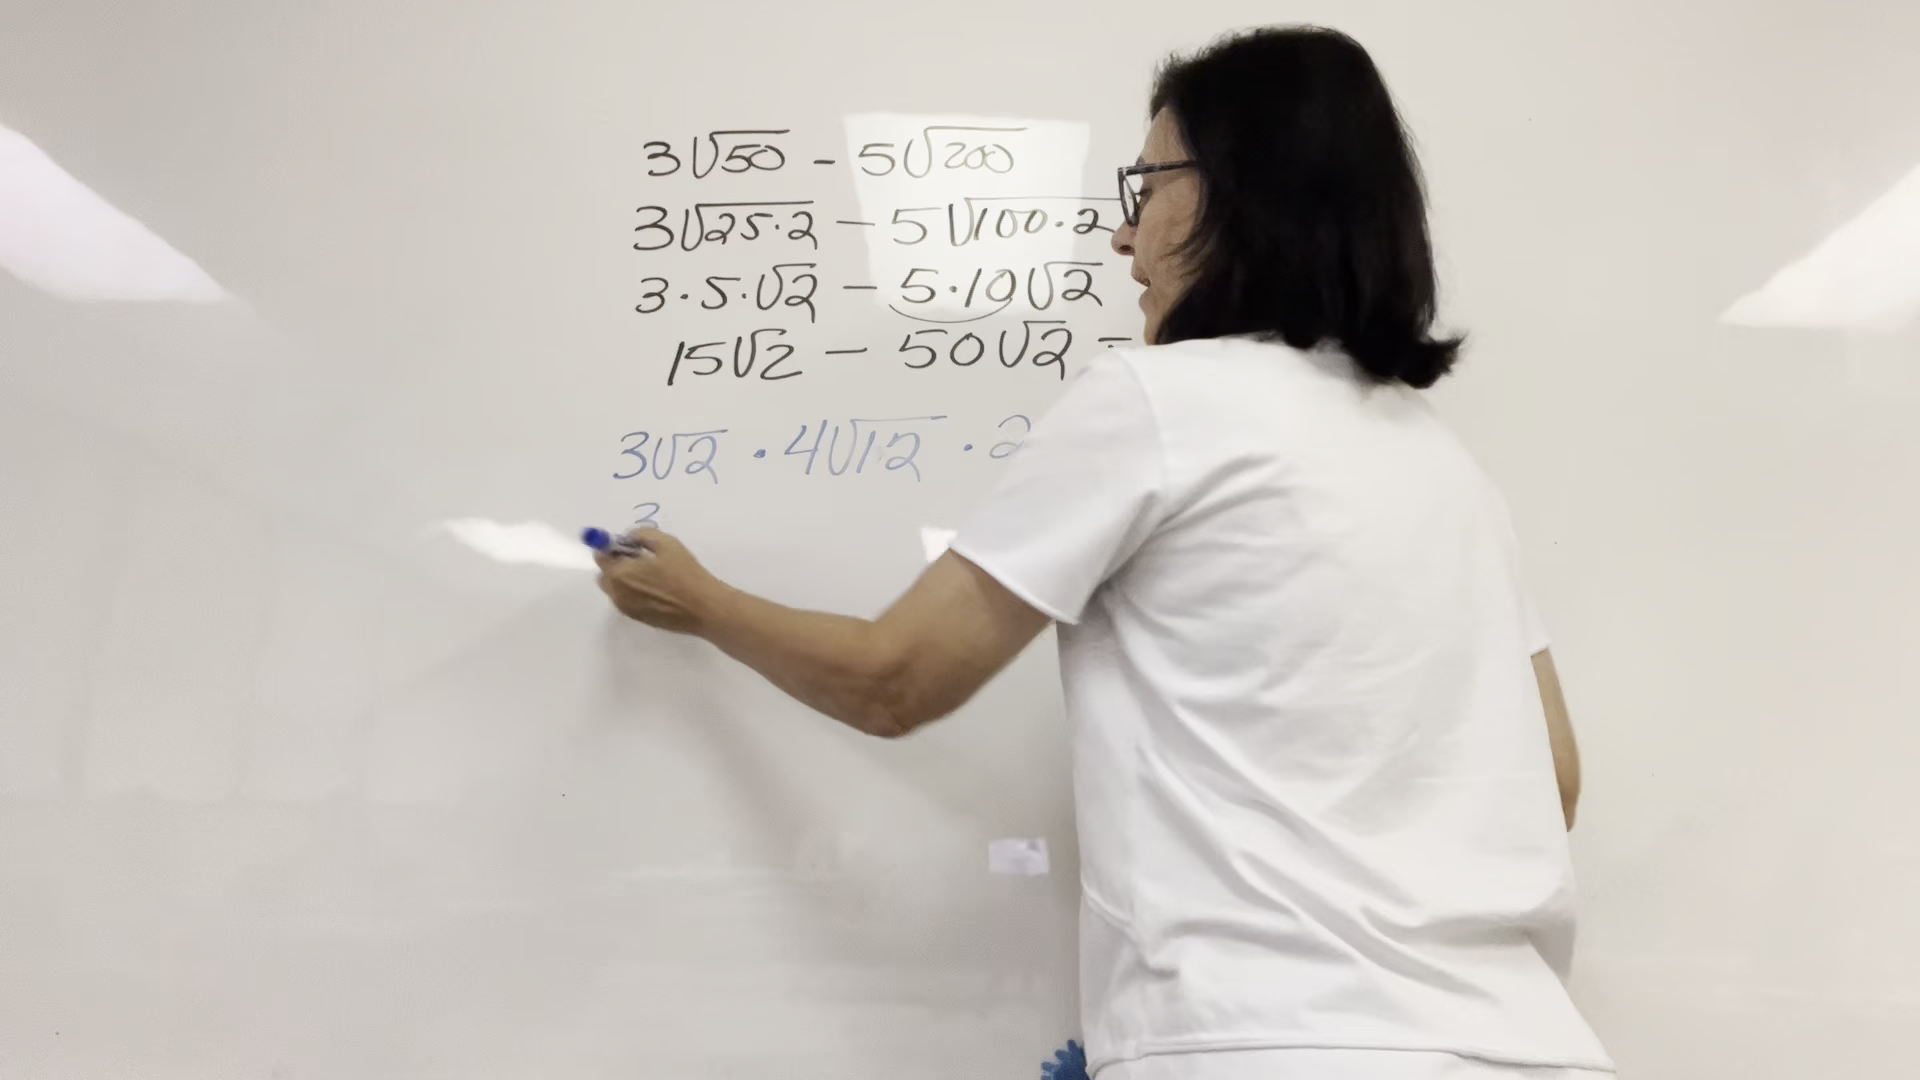 3√50 - 5√200
3√25·2 - 5√100·2
3·5·√2 - 5·10√2
15√2 - 50√2 =
3√2 · 4√12 · 2
3